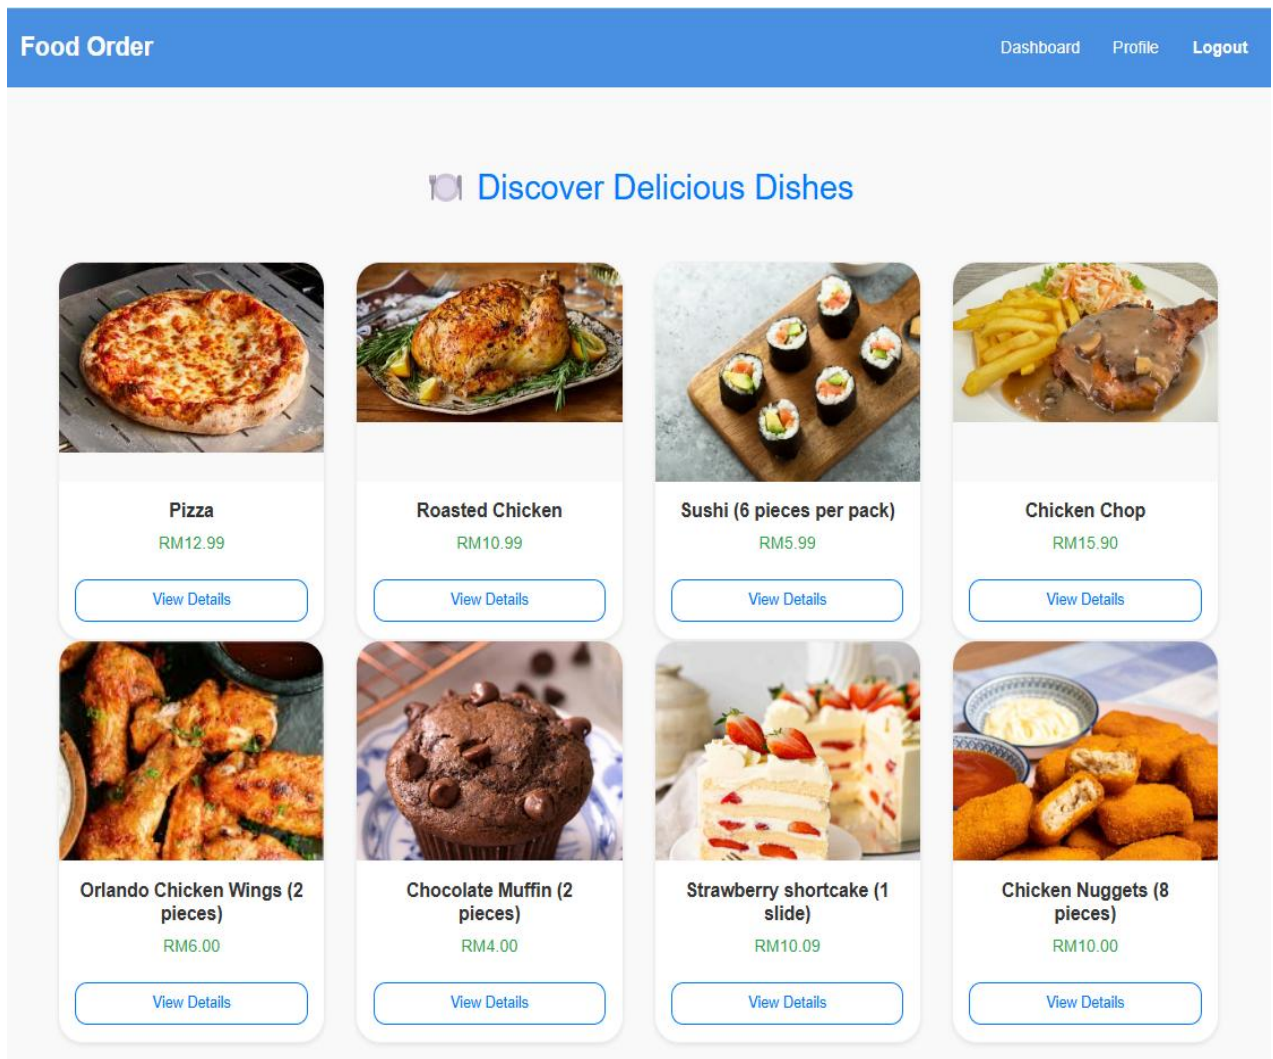 Food Order
Dashboard Profile Logout
Discover Delicious Dishes
Pizza
RM12.99
View Details
Roasted Chicken
RM10.99
View Details
Sushi (6 pieces per pack)
RM5.99
View Details
Chicken Chop
RM15.90
View Details
Orlando Chicken Wings (2
pieces)
RM6.00
View Details
Chocolate Muffin (2
pieces)
RM4.00
View Details
Strawberry shortcake (1
slide)
RM10.09
View Details
Chicken Nuggets (8
pieces)
RM10.00
View Details